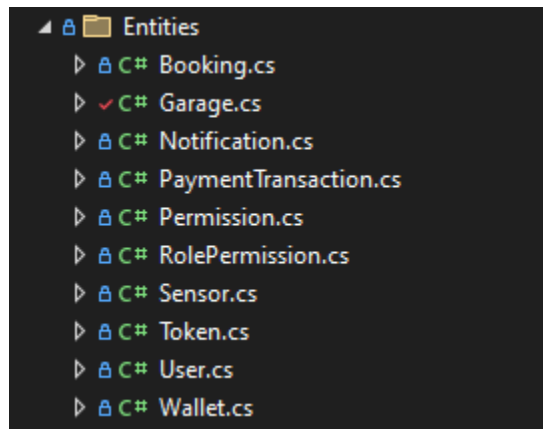 Entities
C# Booking.cs
C# Garage.cs
C# Notification.cs
C# PaymentTransaction.cs
C# Permission.cs
C# RolePermission.cs
C# Sensor.cs
C# Token.cs
C# User.cs
C# Wallet.cs